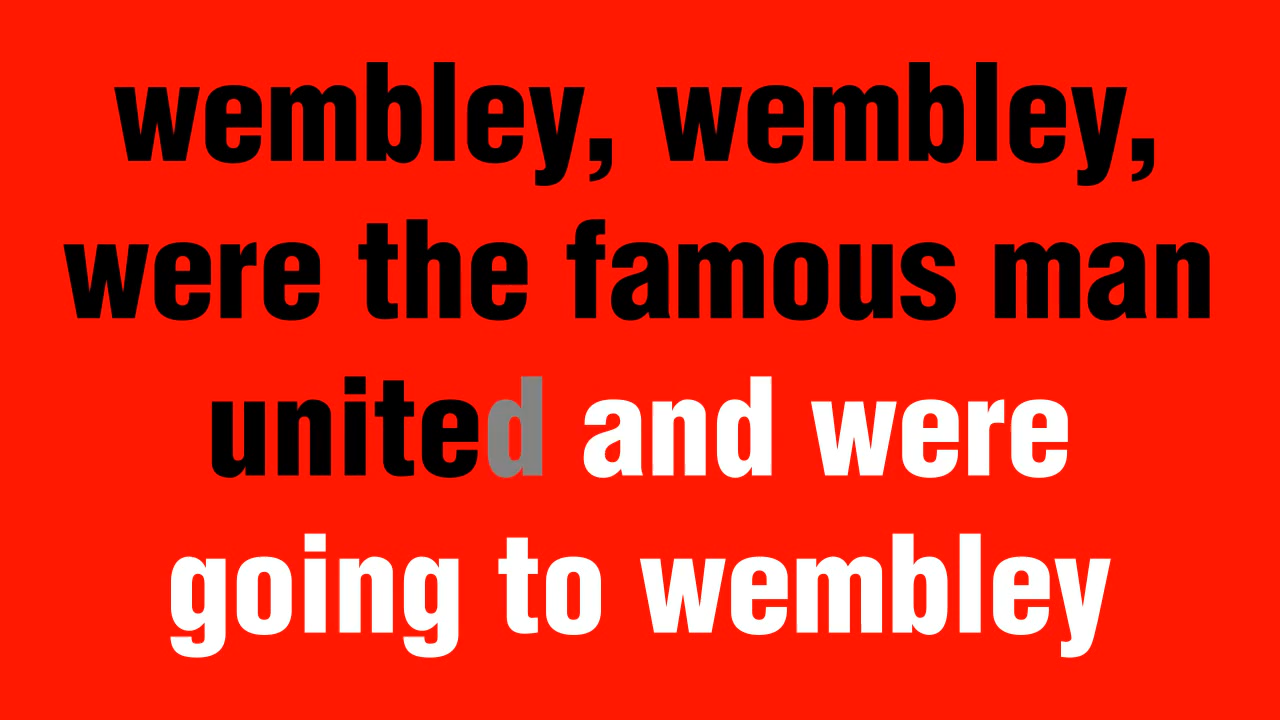 wembley, wembley,
were the famous man
united and were
going to wembley